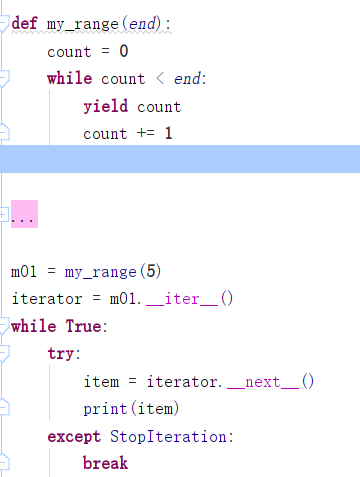 def my_range(end):
    count = 0
    while count < end:
        yield count
        count += 1
...
m01 = my_range(5)
iterator = m01.__iter__()
while True:
    try:
        item = iterator.__next__()
        print(item)
    except StopIteration:
        break